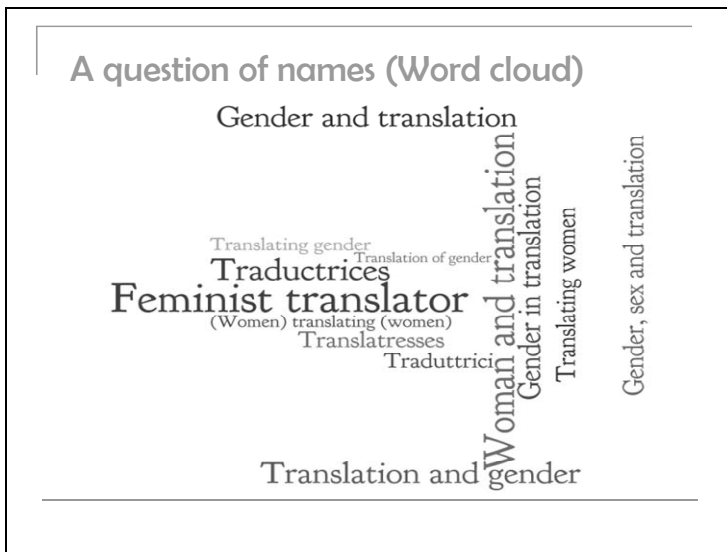 A question of names (Word cloud)
Gender and translation
Translating gender
Translation of gender
Traductrices
Feminist translator
(Women) translating (women)
Translatresses
Traduttrici
Woman and translation
Gender in translation
Translating women
Gender, sex and translation
Translation and gender